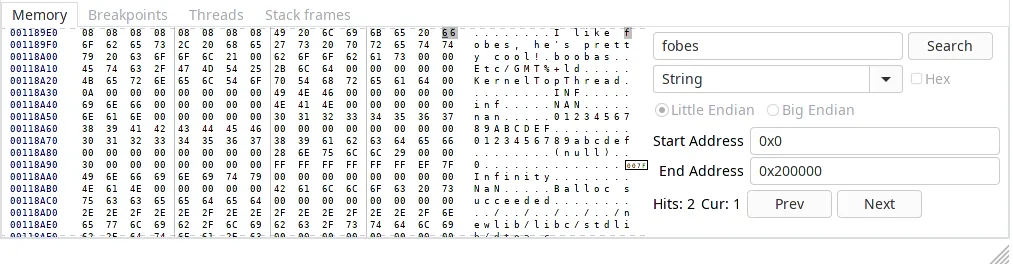 Memory Breakpoints Threads Stack frames
001189E0 08 08 08 08 08 08 08 08 49 20 6C 69 6B 65 20 66 ........I like f
001189F0 6F 62 65 73 2C 20 68 65 27 73 20 70 72 65 74 74 obes, he's prett
00118A00 79 20 63 6F 6F 6C 21 00 62 6F 6F 62 61 73 00 00 y cool!.boobas..
00118A10 45 74 63 2F 47 4D 54 25 2B 6C 64 00 00 00 00 00 Etc/GMT%+ld.....
00118A20 4B 65 72 6E 65 6C 54 6F 70 54 68 72 65 61 64 00 KernelTopThread.
00118A30 0A 00 00 00 00 00 00 00 49 4E 46 00 00 00 00 00 ........INF.....
00118A40 69 6E 66 00 00 00 00 00 4E 41 4E 00 00 00 00 00 inf.....NAN.....
00118A50 6E 61 6E 00 00 00 00 00 30 31 32 33 34 35 36 37 nan.....01234567
00118A60 38 39 41 42 43 44 45 46 00 00 00 00 00 00 00 00 89ABCDEF........
00118A70 30 31 32 33 34 35 36 37 38 39 61 62 63 64 65 66 0123456789abcdef
00118A80 00 00 00 00 00 00 00 00 28 6E 75 6C 6C 29 00 00 ........(null)..
00118A90 30 00 00 00 00 00 00 00 FF FF FF FF FF FF EF 7F 0...............007F
00118AA0 49 6E 66 69 6E 69 74 79 00 00 00 00 00 00 00 00 Infinity........
00118AB0 4E 61 4E 00 00 00 00 00 42 61 6C 6C 6F 63 20 73 NaN.....Balloc s
00118AC0 75 63 63 65 65 64 65 64 00 00 00 00 00 00 00 00 ucceeded........
00118AD0 2E 2E 2F 2E 2E 2F 2E 2E 2F 2E 2E 2F 2E 2E 2F 6E ../../../../../n
00118AE0 65 77 6C 69 62 2F 6C 69 62 63 2F 73 74 64 6C 69 ewlib/libc/stdli
fobes Search
String Hex
Little Endian Big Endian
Start Address 0x0
End Address 0x200000
Hits: 2 Cur: 1 Prev Next